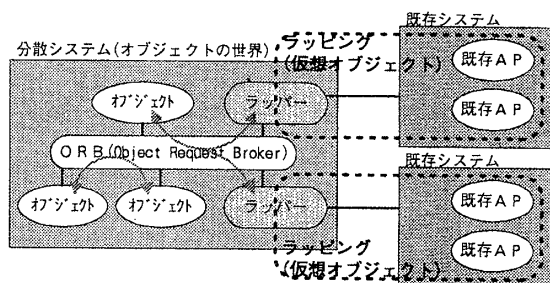 分散システム(オブジェクトの世界)
オブジェクト
ラッパー
ORB(Object Request Broker)
オブジェクト
オブジェクト
ラッパー
ラッピング
(仮想オブジェクト)
既存システム
既存AP
既存AP
ラッピング
(仮想オブジェクト)
既存システム
既存AP
既存AP